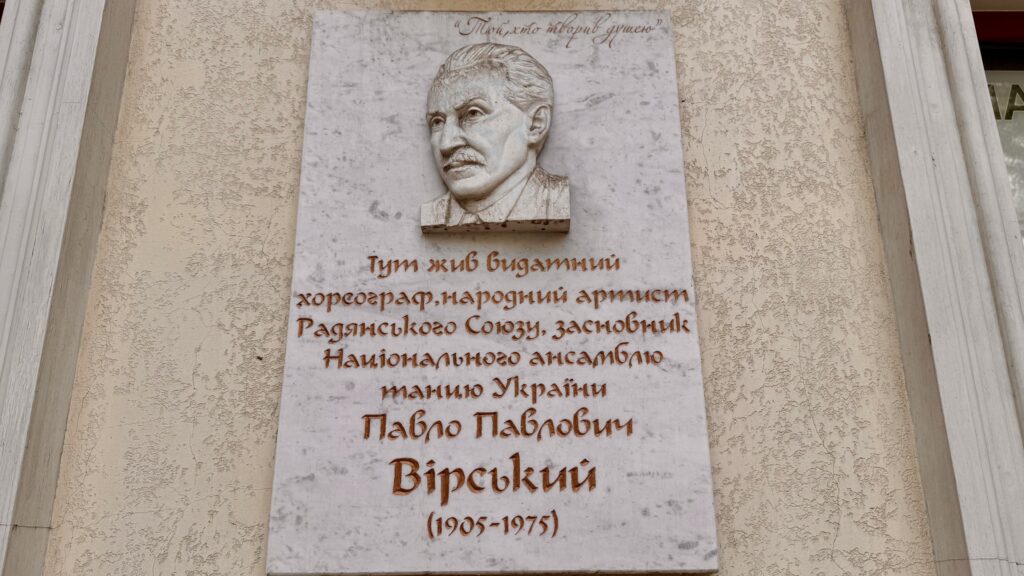 "Той, хто творив душею"
Тут жив видатний
хореограф, народний артист
Радянського Союзу, засновник
Національного ансамблю
танцю України
Павло Павлович
Вірський
(1905-1975)